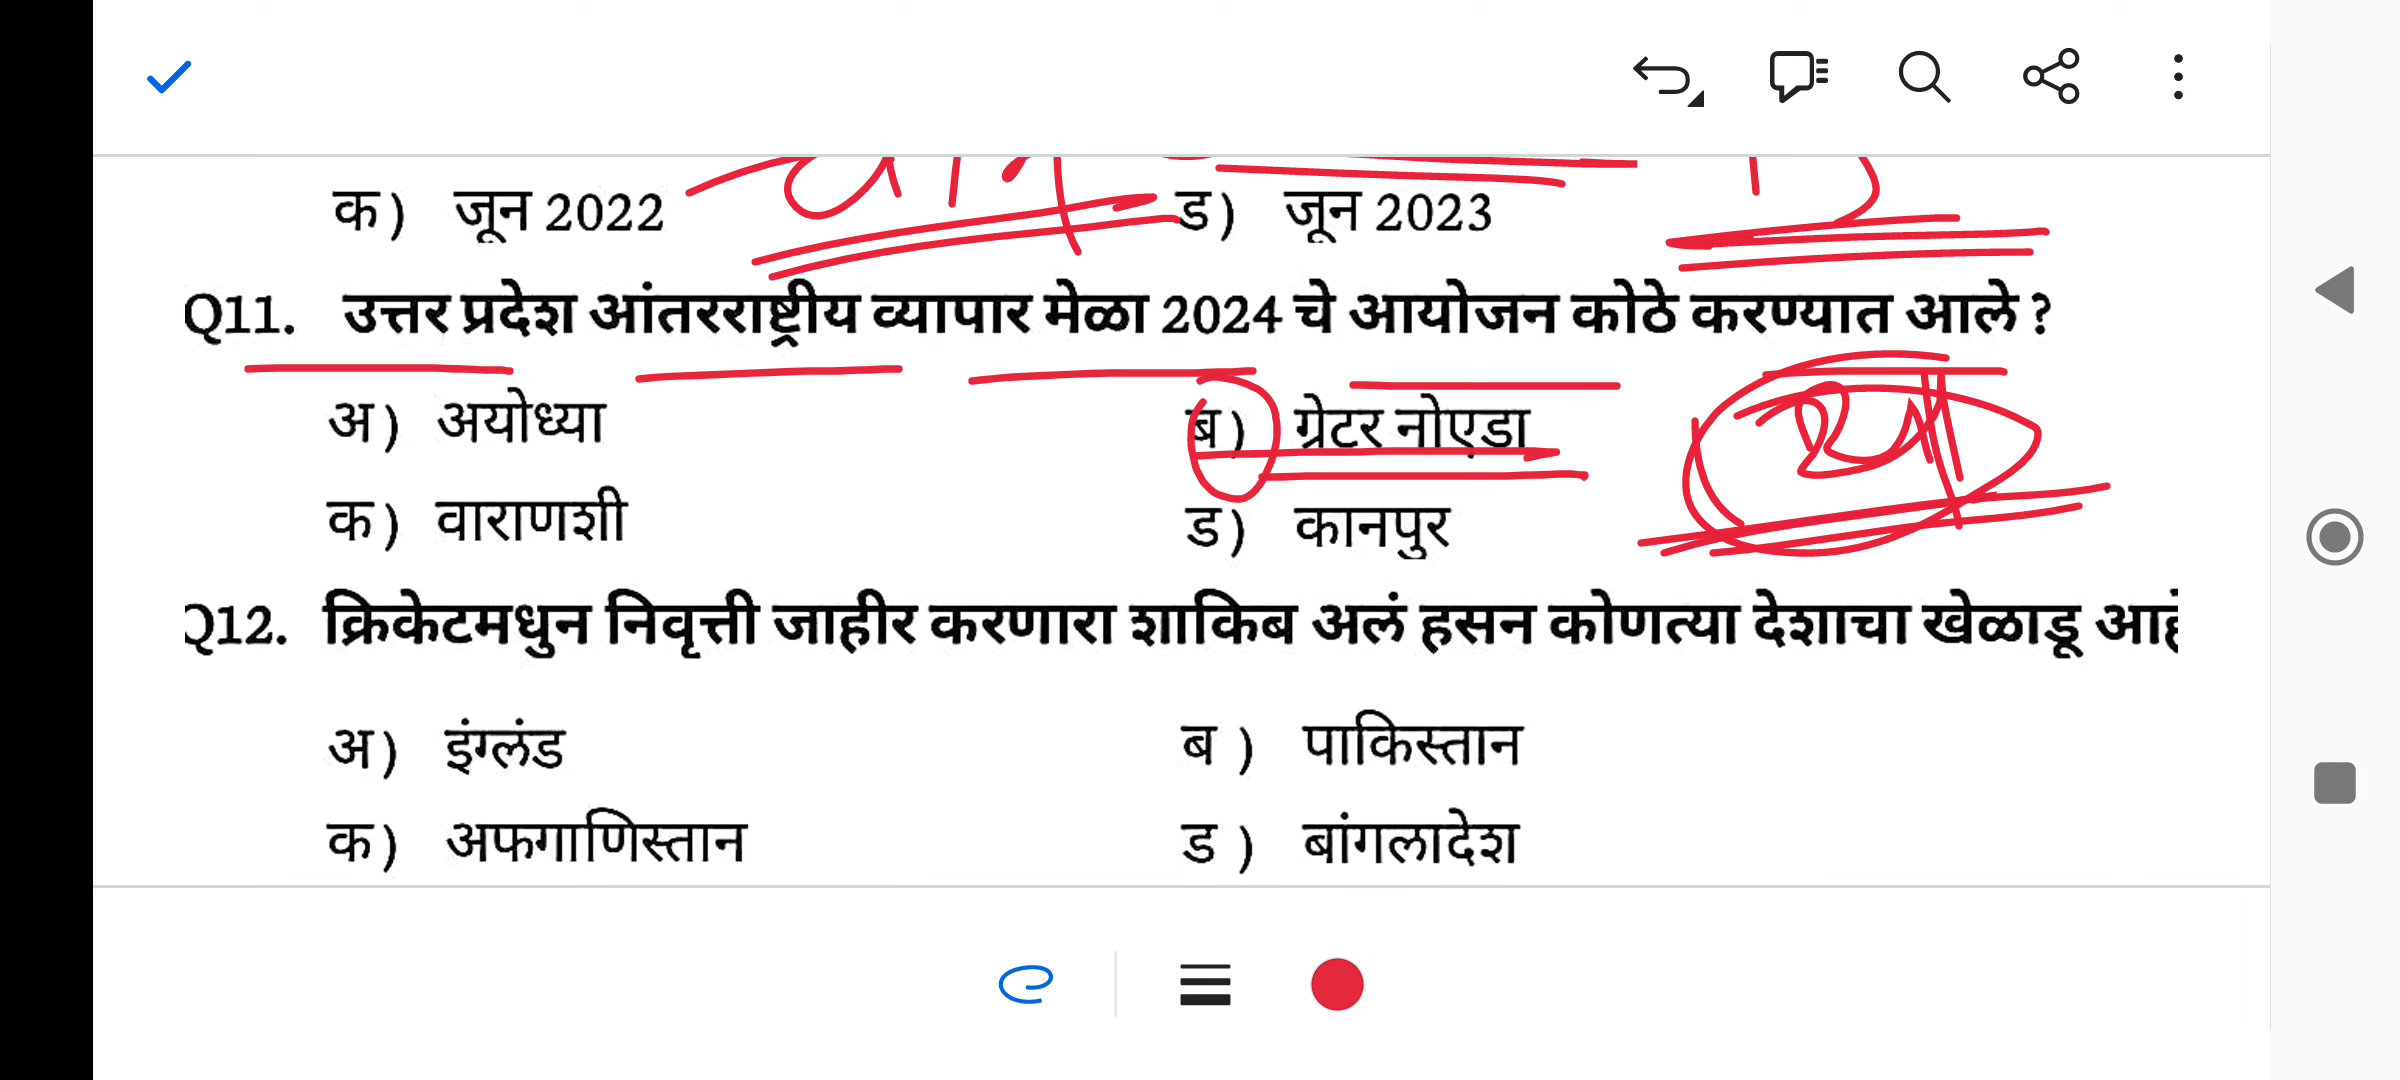 क) जून 2022 ड) जून 2023
Q11. उत्तर प्रदेश आंतरराष्ट्रीय व्यापार मेळा 2024 चे आयोजन कोठे करण्यात आले ?
अ) अयोध्या ब) ग्रेटर नोएडा
क) वाराणशी ड) कानपुर
Q12. क्रिकेटमधुन निवृत्ती जाहीर करणारा शाकिब अलं हसन कोणत्या देशाचा खेळाडू
अ) इंग्लंड ब ) पाकिस्तान
क) अफगाणिस्तान ड ) बांगलादेश